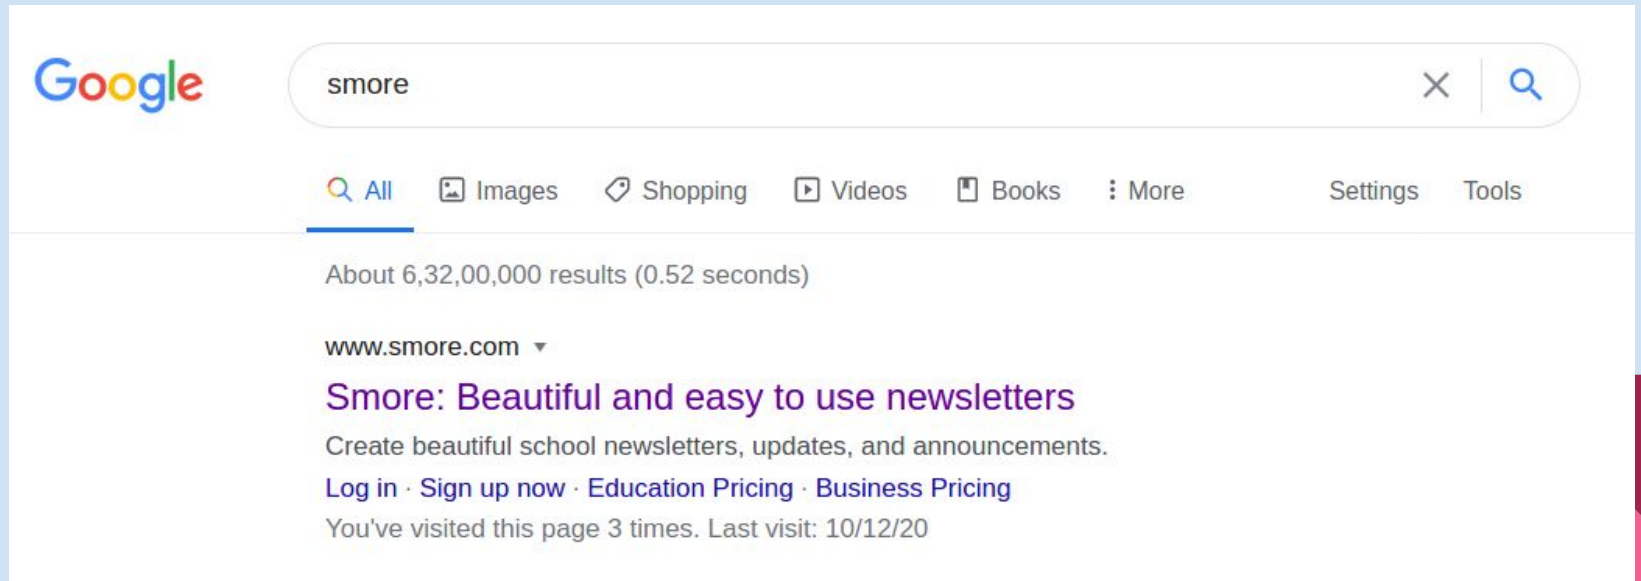 Google smore
All Images Shopping Videos Books More Settings Tools
About 6,32,00,000 results (0.52 seconds)
www.smore.com
Smore: Beautiful and easy to use newsletters
Create beautiful school newsletters, updates, and announcements.
Log in · Sign up now · Education Pricing · Business Pricing
You've visited this page 3 times. Last visit: 10/12/20